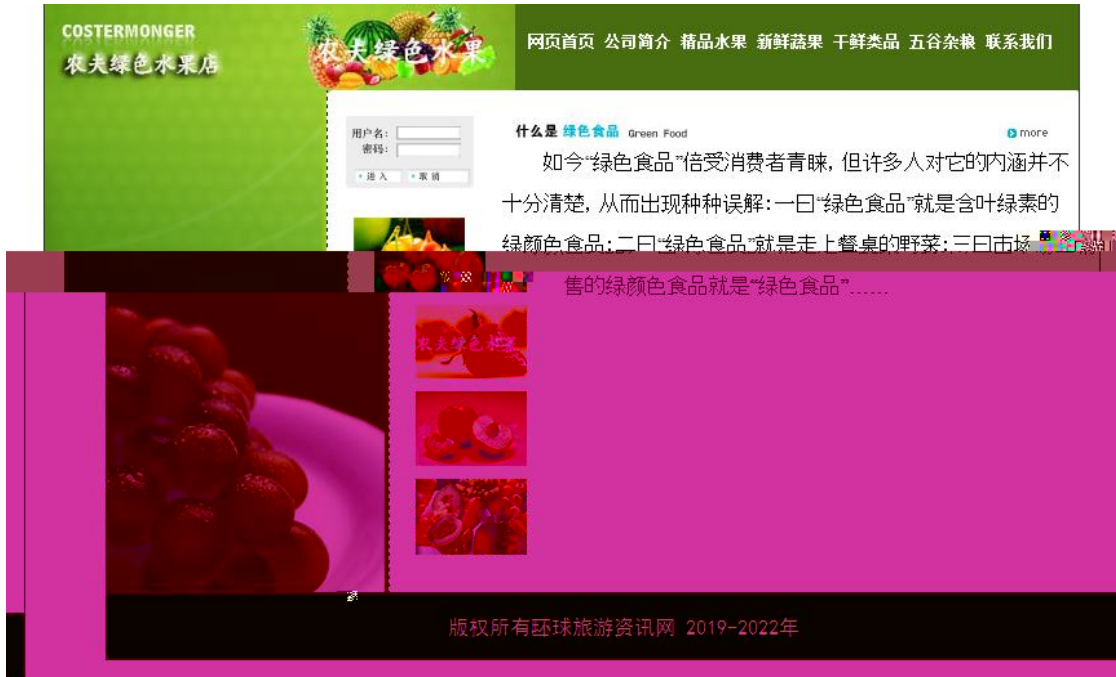 COSTERMONGER
农夫绿色水果店
农夫绿色水果
网页首页 公司简介 精品水果 新鲜蔬果 干鲜类品 五谷杂粮 联系我们
用户名：
密码：
进入 取消
什么是 绿色食品 Green Food
more
如今“绿色食品”倍受消费者青睐，但许多人对它的内涵并不
十分清楚，从而出现种种误解：一曰“绿色食品”就是含叶绿素的
绿颜色食品；二曰“绿色食品”就是走上餐桌的野菜；三曰市场
售的绿颜色食品就是“绿色食品”……
农夫绿色水果
版权所有环球旅游资讯网 2019-2022年